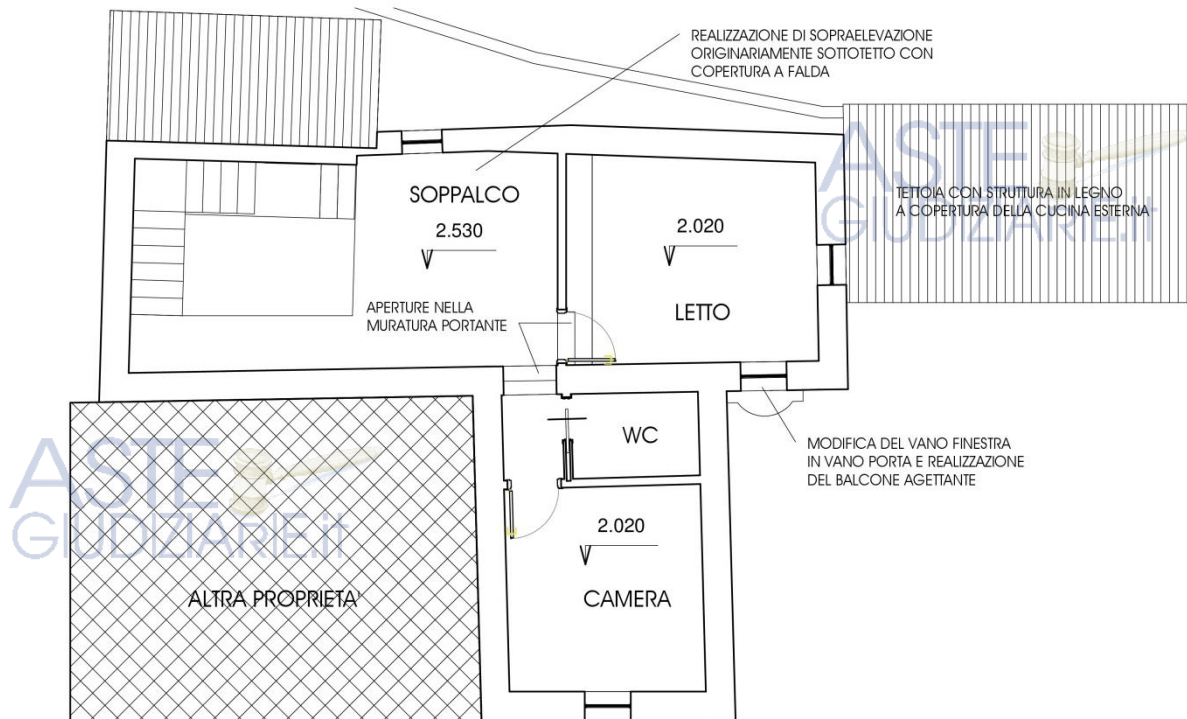 REALIZZAZIONE DI SOPRAELEVAZIONE
ORIGINARIAMENTE SOTTOTETTO CON
COPERTURA A FALDA
ASTE
GIUDIZIARIE.it
TETTOIA CON STRUTTURA IN LEGNO
A COPERTURA DELLA CUCINA ESTERNA
SOPPALCO
2.530
2.020
LETTO
APERTURE NELLA
MURATURA PORTANTE
WC
MODIFICA DEL VANO FINESTRA
IN VANO PORTA E REALIZZAZIONE
DEL BALCONE AGETTANTE
ASTE
GIUDIZIARIE.it
2.020
CAMERA
ALTRA PROPRIETA'